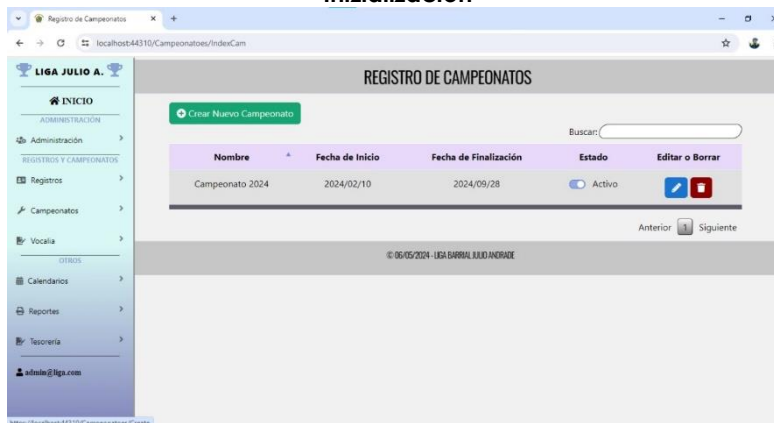 Inizialización
Registro de Campeonatos
localhost:44310/Campeonatoes/IndexCam
LIGA JULIO A.
REGISTRO DE CAMPEONATOS
INICIO
Crear Nuevo Campeonato
ADMINISTRACIÓN
Buscar:
Administración
REGISTROS Y CAMPEONATOS
Nombre Fecha de Inicio Fecha de Finalización Estado Editar o Borrar
Registros
Campeonato 2024 2024/02/10 2024/09/28 Activo
Campeonatos
Anterior 1 Siguiente
Vocalia
© 06/05/2024 - LIGA BARRIAL JULIO ANDRADE
OTROS
Calendarios
Reportes
Tesorería
admin@liga.com